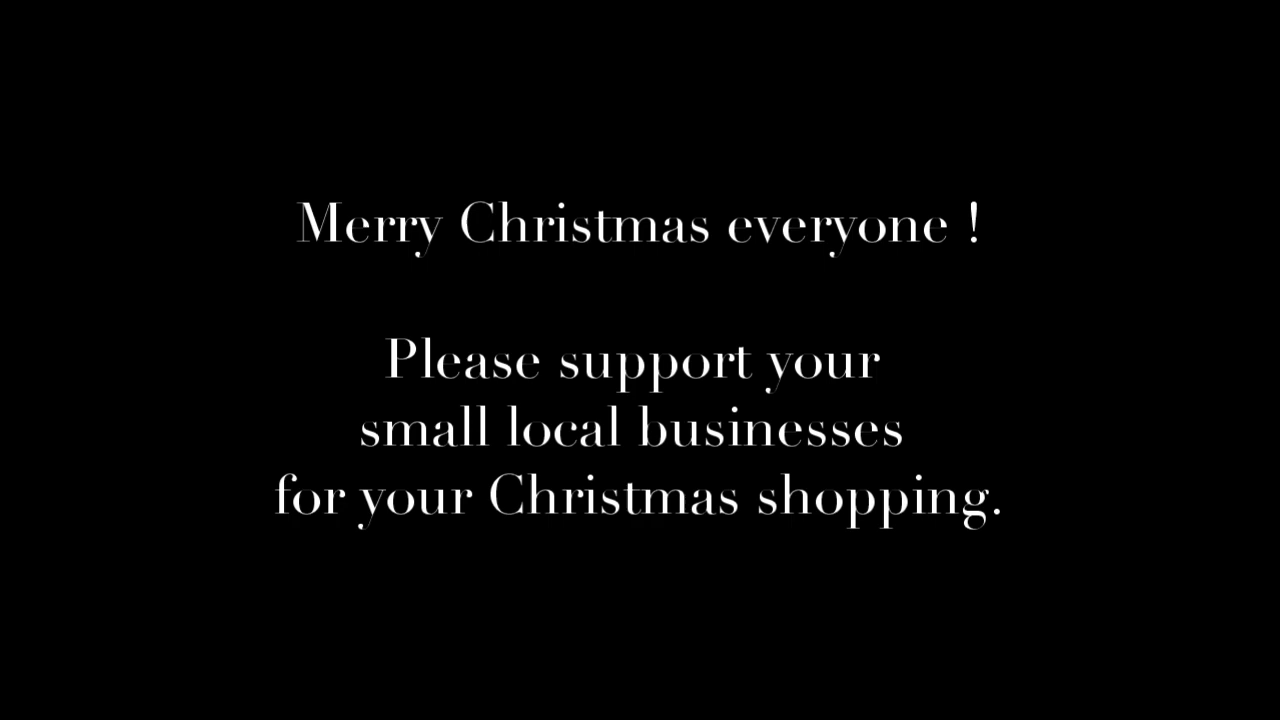 Merry Christmas everyone !
Please support your
small local businesses
for your Christmas shopping.